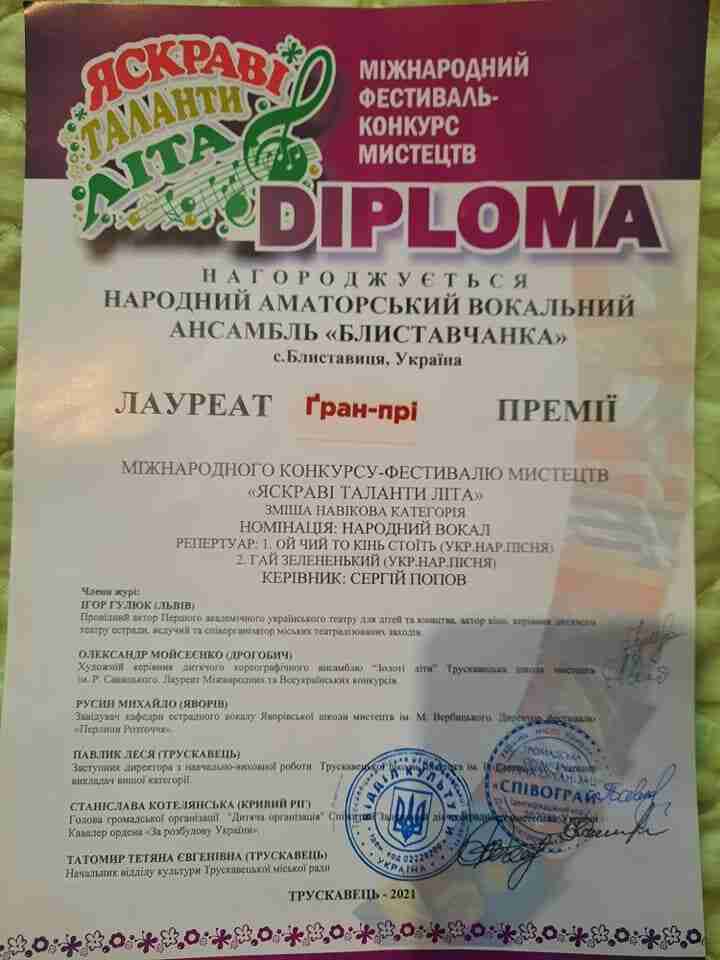 ЯСКРАВІ
ТАЛАНТИ
ЛІТА
МІЖНАРОДНИЙ
ФЕСТИВАЛЬ-
КОНКУРС
МИСТЕЦТВ
DIPLOMA
НАГОРОДЖУЄТЬСЯ
НАРОДНИЙ АМАТОРСЬКИЙ ВОКАЛЬНИЙ
АНСАМБЛЬ «БЛИСТАВЧАНКА»
с.Блиставиця, Україна
ЛАУРЕАТ Ґран-прі ПРЕМІЇ
МІЖНАРОДНОГО КОНКУРСУ-ФЕСТИВАЛЮ МИСТЕЦТВ
«ЯСКРАВІ ТАЛАНТИ ЛІТА»
ЗМІША НАВІКОВА КАТЕГОРІЯ
НОМІНАЦІЯ: НАРОДНИЙ ВОКАЛ
РЕПЕРТУАР: 1. ОЙ ЧИЙ ТО КІНЬ СТОЇТЬ (УКР.НАР.ПІСНЯ)
2. ГАЙ ЗЕЛЕНЕНЬКИЙ (УКР.НАР.ПІСНЯ)
КЕРІВНИК: СЕРГІЙ ПОПОВ
Члени журі:
ІГОР ГУЛЮК (ЛЬВІВ)
Провідний актор Першого академічного українського театру для дітей та юнацтва, актор кіно, керівник дитячого
театру естради, ведучий та співорганізатор міських театралізованих заходів.
ОЛЕКСАНДР МОЙСЕЄНКО (ДРОГОБИЧ)
Художній керівник дитячого хореографічного ансамблю "Золоті літи" Трускавецька школа мистецтв
ім. Р. Савицького. Лауреат Міжнародних та Всеукраїнських конкурсів.
РУСИН МИХАЙЛО (ЯВОРІВ)
Завідувач кафедри естрадного вокалу Яворівської школи мистецтв ім. М. Вербицького. Директор фестивалю
«Перлини Розточчя».
ПАВЛИК ЛЕСЯ (ТРУСКАВЕЦЬ)
Заступник директора з навчально-виховної роботи Трускавецької
викладач вищої категорії.
СТАНІСЛАВА КОТЕЛЯНСЬКА (КРИВИЙ РІГ)
Голова громадської організації "Дитяча організація"
Кавалер ордена «За розбудову України».
ТАТОМИР ТЕТЯНА ЄВГЕНІВНА (ТРУСКАВЕЦЬ)
Начальник відділу культури Трускавецької міської ради
ВІДДІЛ КУЛЬТУ
УКРАЇНА
ГРОМАДСЬКА
СПІВОГРАЙ
ТРУСКАВЕЦЬ - 2021